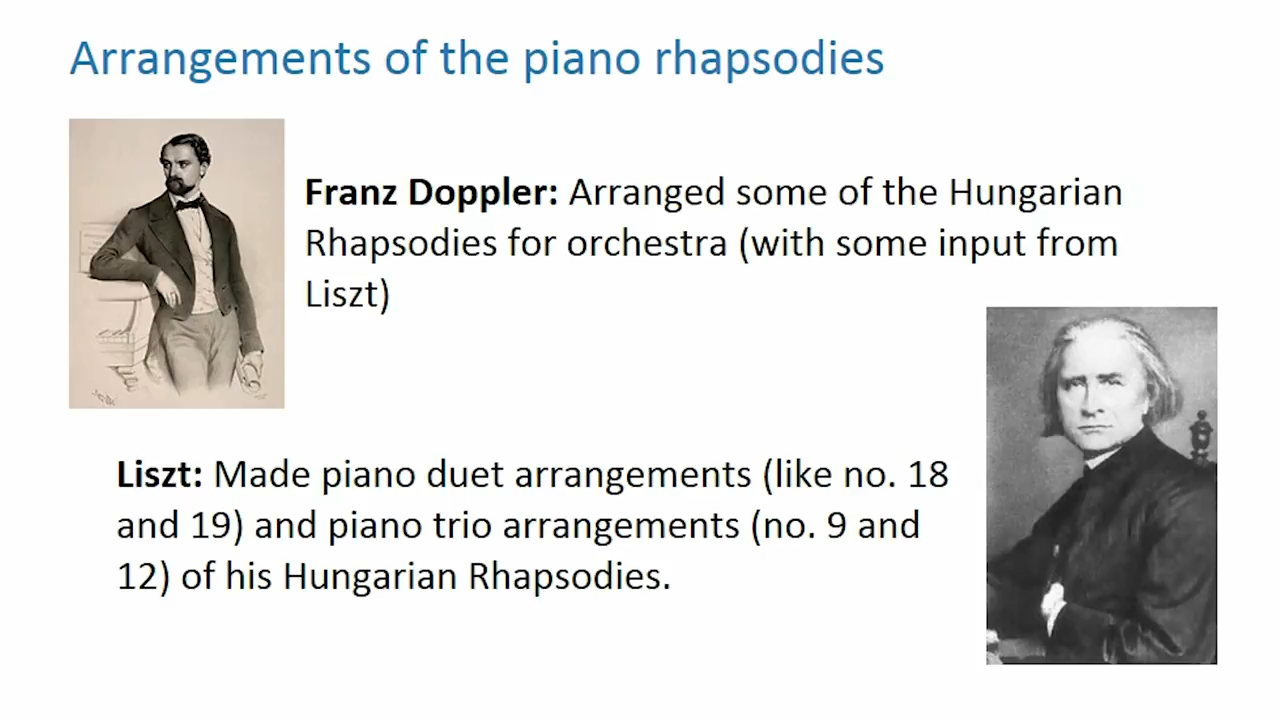 Arrangements of the piano rhapsodies
Franz Doppler: Arranged some of the Hungarian
Rhapsodies for orchestra (with some input from
Liszt)
Liszt: Made piano duet arrangements (like no. 18
and 19) and piano trio arrangements (no. 9 and
12) of his Hungarian Rhapsodies.